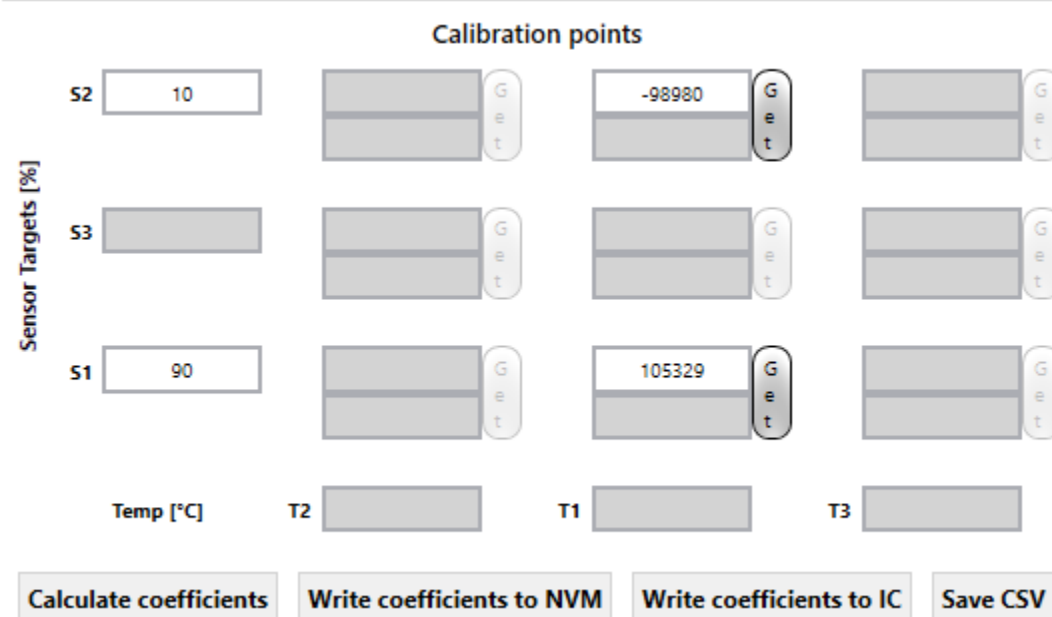 Calibration points
Sensor Targets [%]
S2 10 Get -98980 Get Get
S3 Get Get Get
S1 90 Get 105329 Get Get
Temp [°C] T2 T1 T3
Calculate coefficients Write coefficients to NVM Write coefficients to IC Save CSV